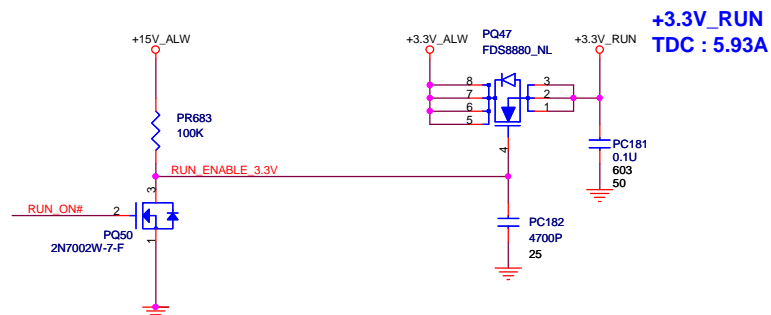 +3.3V_RUN
TDC : 5.93A
+15V_ALW
+3.3V_ALW
PQ47
FDS8880_NL
+3.3V_RUN
8
7
6
5
3
2
1
4
PR683
100K
PC181
0.1U
603
50
RUN_ENABLE_3.3V
3
RUN_ON#
2
1
PQ50
2N7002W-7-F
PC182
4700P
25